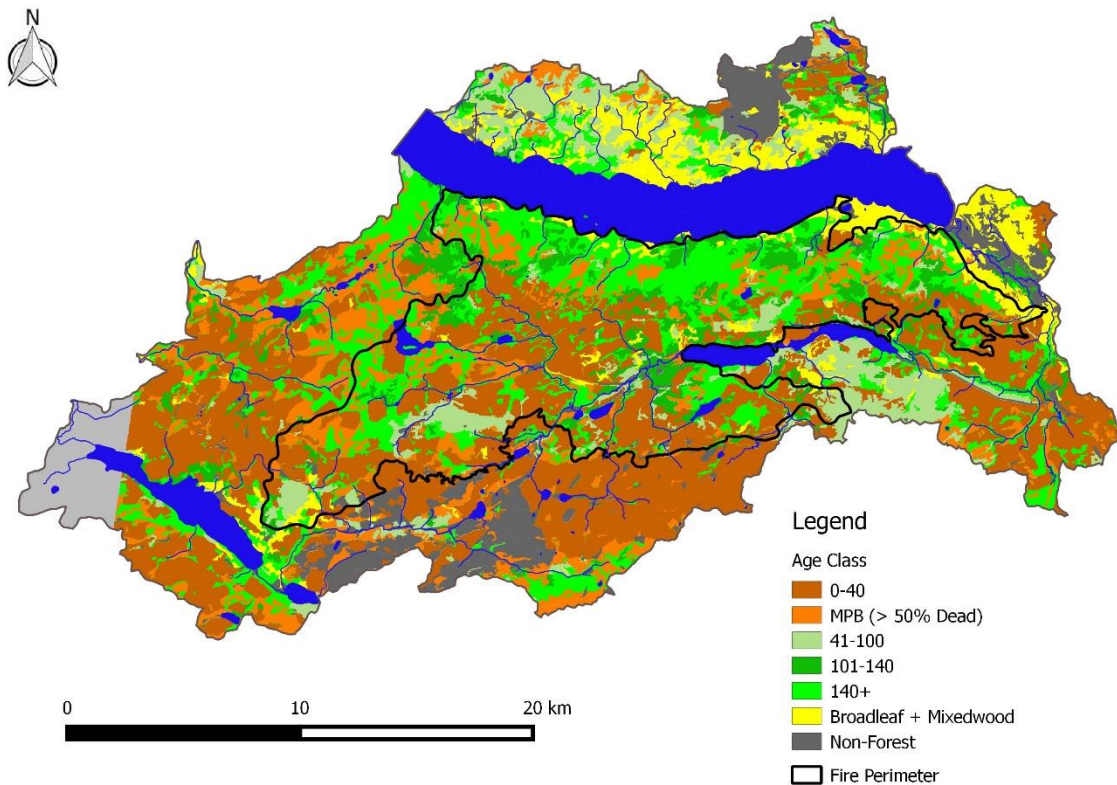 N
Legend
Age Class
0-40
MPB (> 50% Dead)
41-100
101-140
140+
Broadleaf + Mixedwood
Non-Forest
Fire Perimeter
0 10 20 km